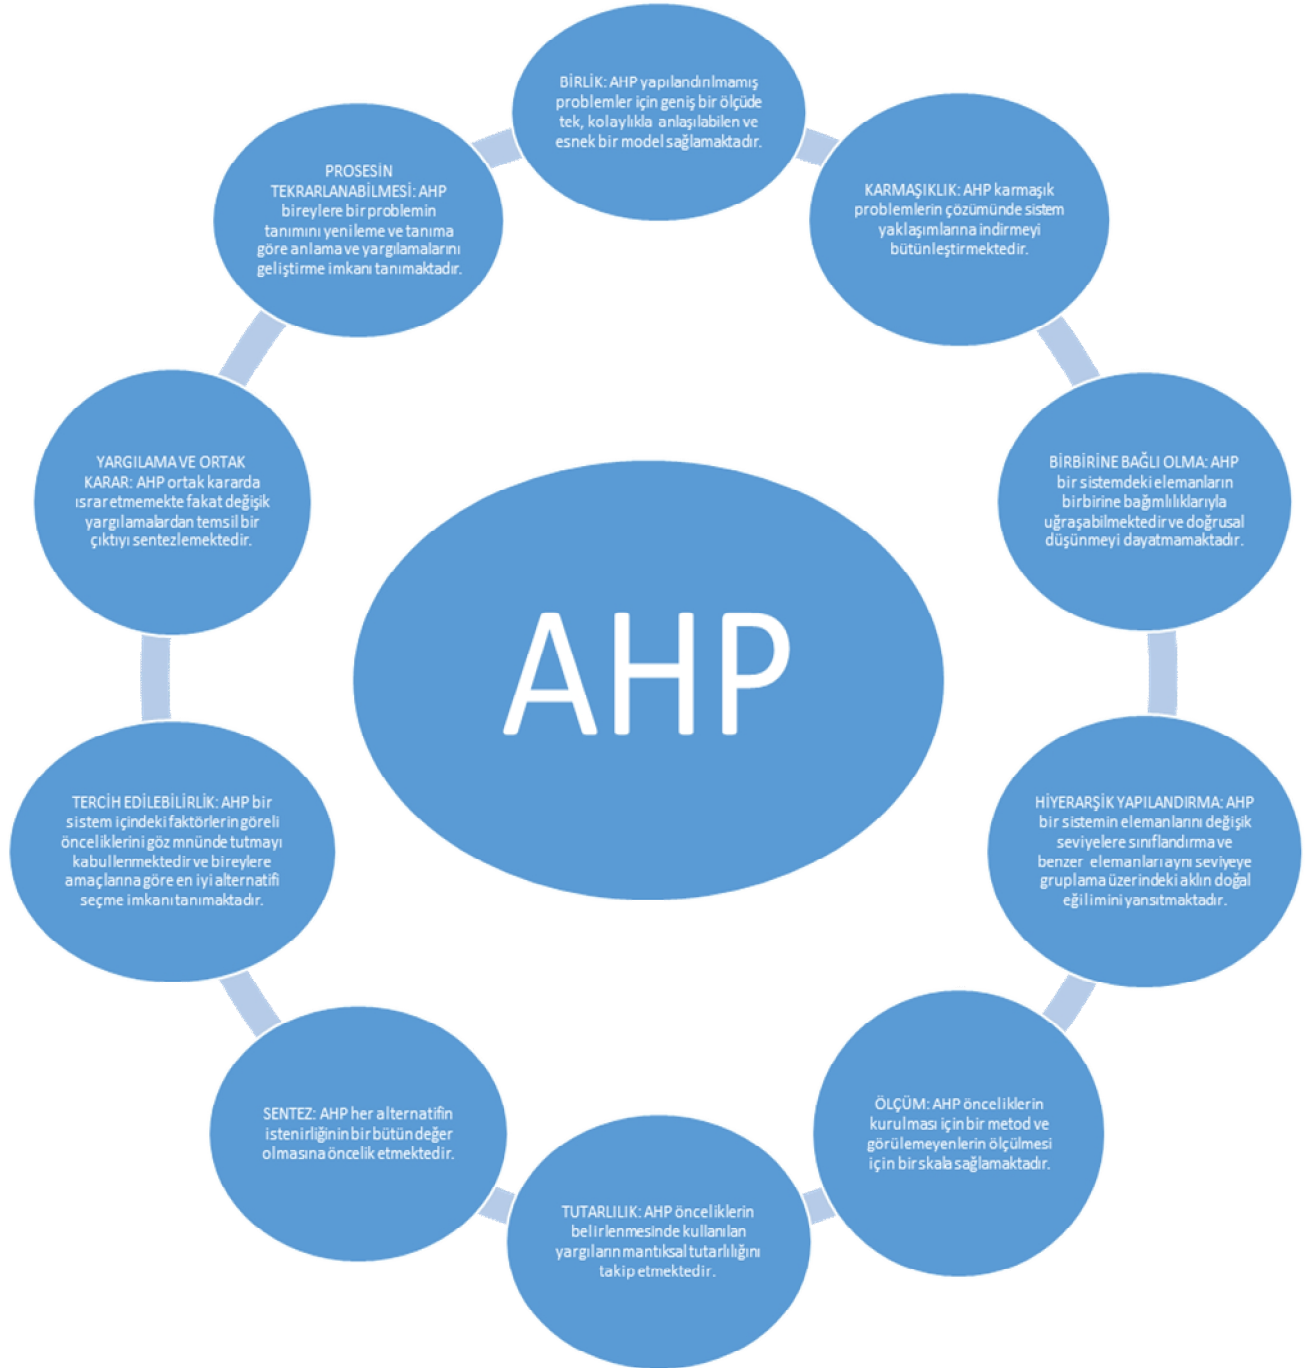 BİRLİK: AHP yapılandırılmamış
problemler için geniş bir ölçüde
tek, kolaylıkla anlaşılabilen ve
esnek bir model sağlamaktadır.
KARMAŞIKLIK: AHP karmaşık
problemlerin çözümünde sistem
yaklaşımlarına indirmeyi
bütünleştirmektedir.
BİRBİRİNE BAĞLI OLMA: AHP
bir sistemdeki elemanların
birbirine bağımlılıklarıyla
uğraşabilmektedir ve doğrusal
düşünmeyi dayatmamaktadır.
HİYERARŞİK YAPILANDIRMA: AHP
bir sistemin elemanlarını değişik
seviyelere sınıflandırma ve
benzer elemanları aynı seviyeye
gruplama üzerindeki aklın doğal
eğilimini yansıtmaktadır.
ÖLÇÜM: AHP önceliklerin
kurulması için bir metod ve
görülemeyenlerin ölçülmesi
için bir skala sağlamaktadır.
TUTARLILIK: AHP önceliklerin
belirlenmesinde kullanılan
yargıların mantıksal tutarlılığını
takip etmektedir.
SENTEZ: AHP her alternatifin
istenirliğinin bir bütün değer
olmasına öncelik etmektedir.
TERCİH EDİLEBİLİRLİK: AHP bir
sistem içindeki faktörlerin göreli
önceliklerini göz mnünde tutmayı
kabullenmektedir ve bireylere
amaçlarına göre en iyi alternatifi
seçme imkanı tanımaktadır.
YARGILAMA VE ORTAK
KARAR: AHP ortak kararda
ısrar etmemekte fakat değişik
yargılamalardan temsil bir
çıktıyı sentezlemektedir.
PROSESİN
TEKRARLANABİLMESİ: AHP
bireylere bir problemin
tanımını yenileme ve tanıma
göre anlama ve yargılamalarını
geliştirme imkanı tanımaktadır.
AHP